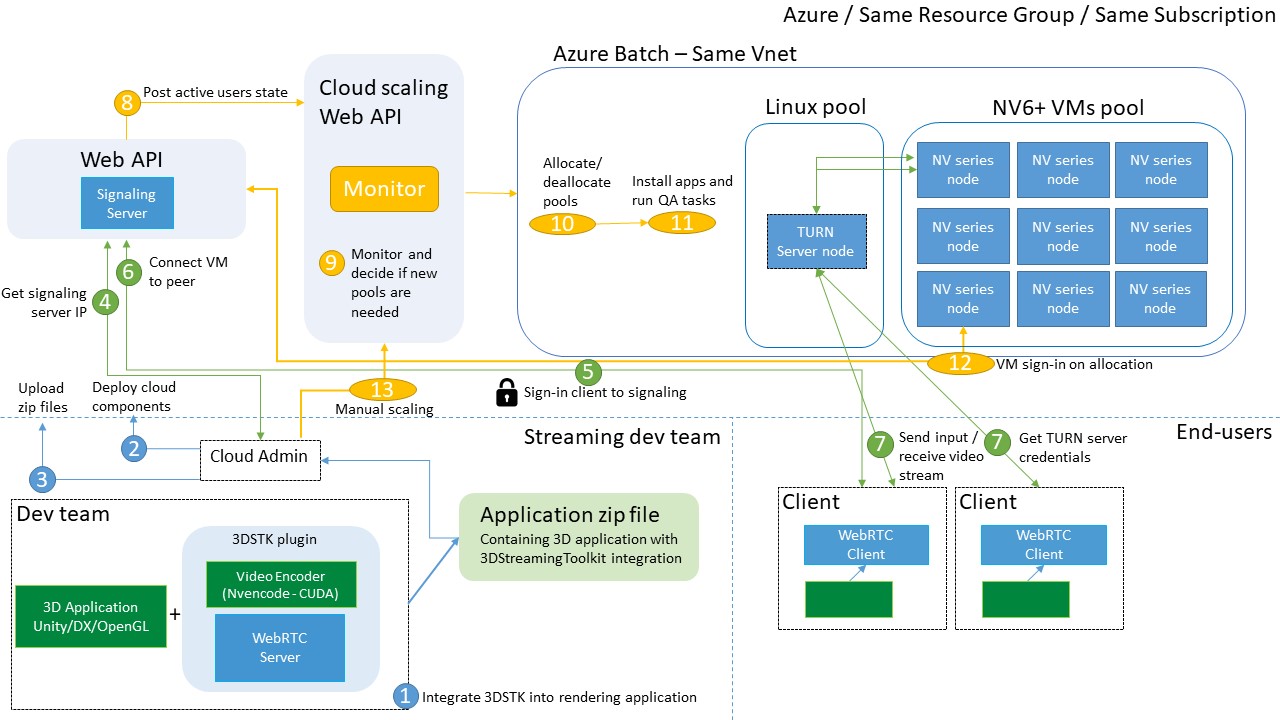 Azure / Same Resource Group / Same Subscription
Azure Batch – Same Vnet
8
Post active users state
Cloud scaling
Web API
Monitor
9
Monitor and
decide if new
pools are
needed
Web API
Signaling
Server
Linux pool
NV6+ VMs pool
Allocate/
deallocate
pools
10
Install apps and
run QA tasks
11
TURN
Server node
NV series
node
NV series
node
NV series
node
NV series
node
NV series
node
NV series
node
NV series
node
NV series
node
NV series
node
6
Connect VM
to peer
Get signaling
server IP
4
12
VM sign-in on allocation
5
Sign-in client to signaling
13
Manual scaling
Upload
zip files
Deploy cloud
components
2
3
Cloud Admin
Streaming dev team
End-users
7
Send input /
receive video
stream
7
Get TURN server
credentials
Dev team
3DSTK plugin
Video Encoder
(Nvencode - CUDA)
WebRTC
Server
3D Application
Unity/DX/OpenGL
+
Application zip file
Containing 3D application with
3DStreamingToolkit integration
1
Integrate 3DSTK into rendering application
Client
WebRTC
Client
Client
WebRTC
Client